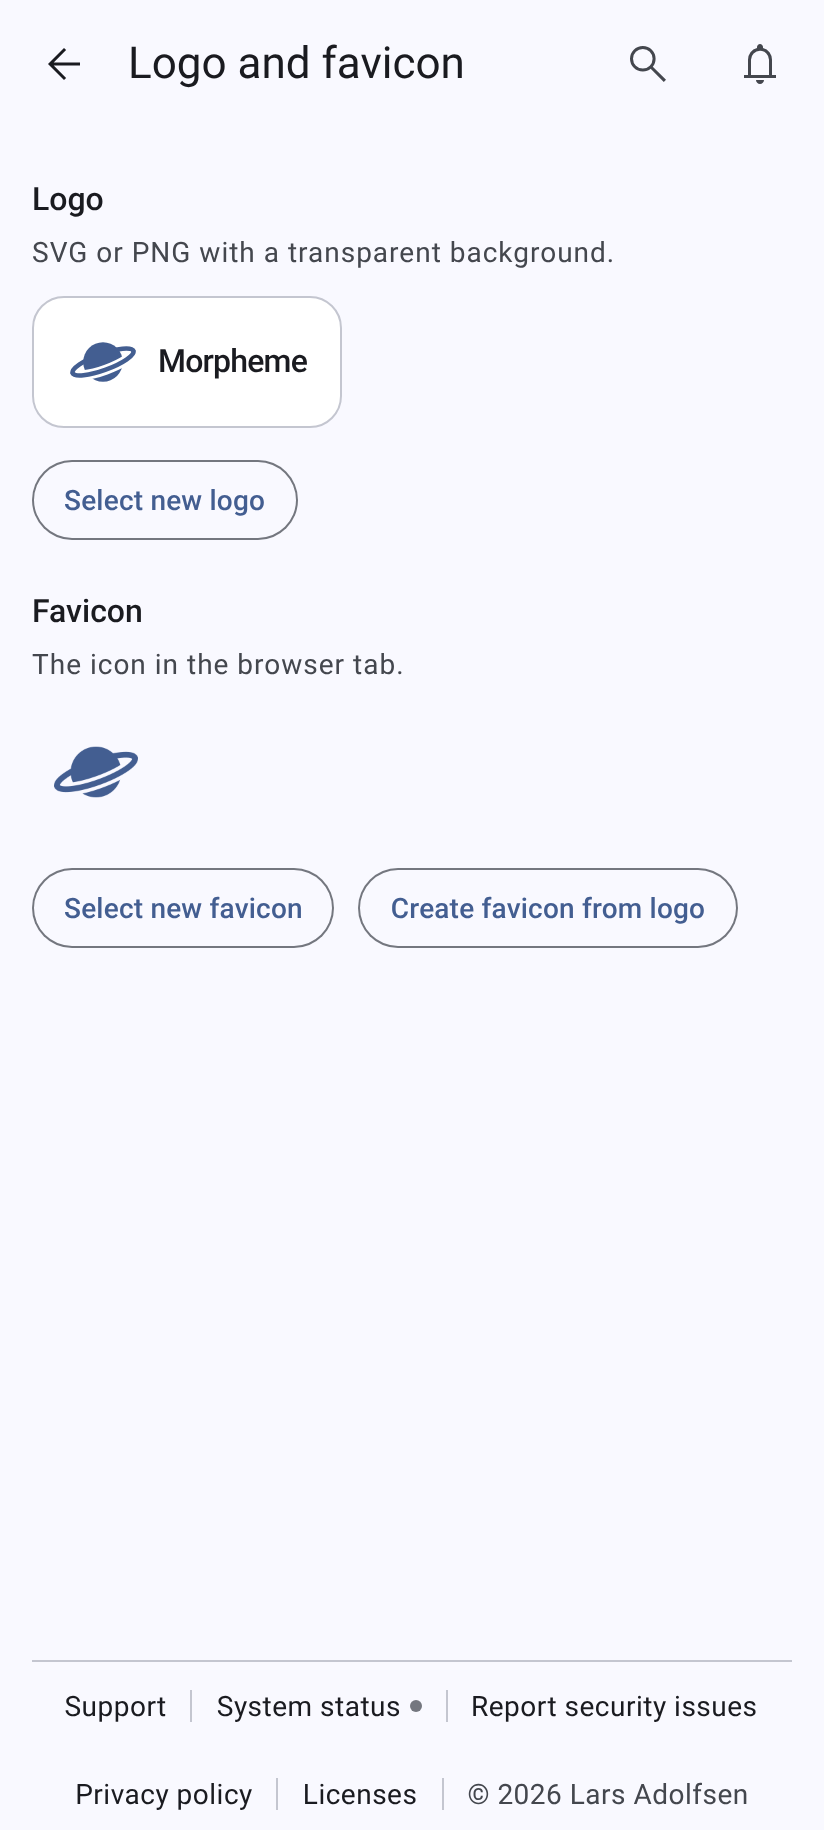 Logo and favicon
Logo
SVG or PNG with a transparent background.
Morpheme
Select new logo
Favicon
The icon in the browser tab.
Select new favicon
Create favicon from logo
Support
System status
Report security issues
Privacy policy
Licenses
© 2026 Lars Adolfsen